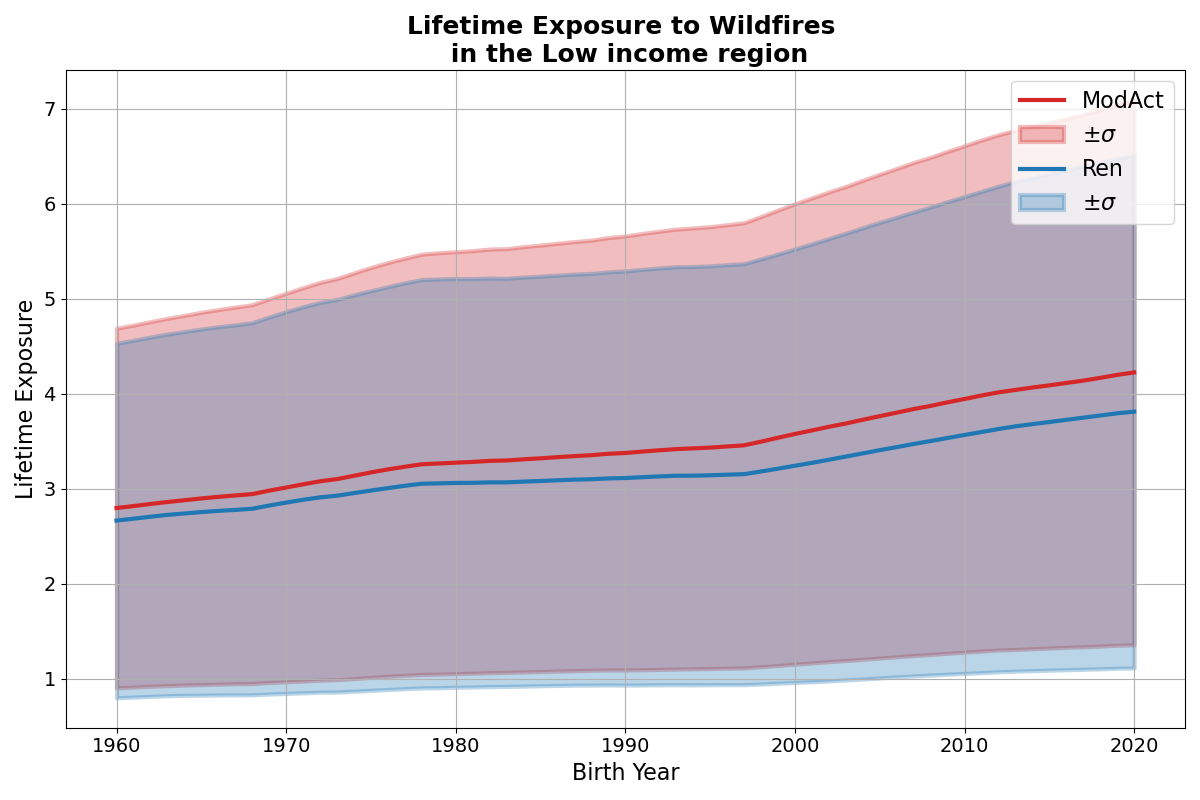 Lifetime Exposure to Wildfires
in the Low income region
ModAct
±σ
Ren
±σ
Lifetime Exposure
7
6
5
4
3
2
1
1960 1970 1980 1990 2000 2010 2020
Birth Year